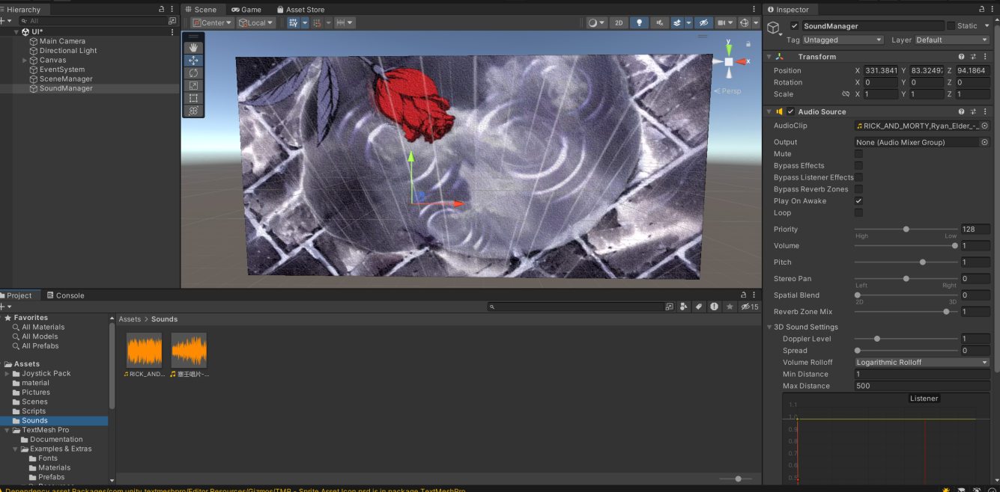 Hierarchy
All
UI*
Main Camera
Directional Light
Canvas
EventSystem
SceneManager
SoundManager
Scene Game Asset Store
Center Local 2D
y
x
Persp
Inspector
SoundManager Static
Tag Untagged Layer Default
Transform
Position X 331.3841 Y 83.32497 Z 94.1864
Rotation X 0 Y 0 Z 0
Scale X 1 Y 1 Z 1
Audio Source
AudioClip RICK_AND_MORTY,Ryan_Elder_-_
Output None (Audio Mixer Group)
Mute
Bypass Effects
Bypass Listener Effects
Bypass Reverb Zones
Play On Awake
Loop
Priority 128
High Low
Volume 1
Pitch 1
Stereo Pan 0
Left Right
Spatial Blend 0
2D 3D
Reverb Zone Mix 1
3D Sound Settings
Doppler Level 1
Spread 0
Volume Rolloff Logarithmic Rolloff
Min Distance 1
Max Distance 500
Listener
1.1
1.0
0.9
0.8
0.7
0.6
0.5
Project Console
15
Favorites
All Materials
All Models
All Prefabs
Assets
Joystick Pack
material
Pictures
Scenes
Scripts
Sounds
TextMesh Pro
Documentation
Examples & Extras
Fonts
Materials
Prefabs
Assets > Sounds
RICK_AND... 塞壬唱片-...
Dependency asset Packages/com.unity.textmeshpro/Editor Resources/Gizmos/TMP - Sprite Asset Icon.psd is in package TextMeshPro